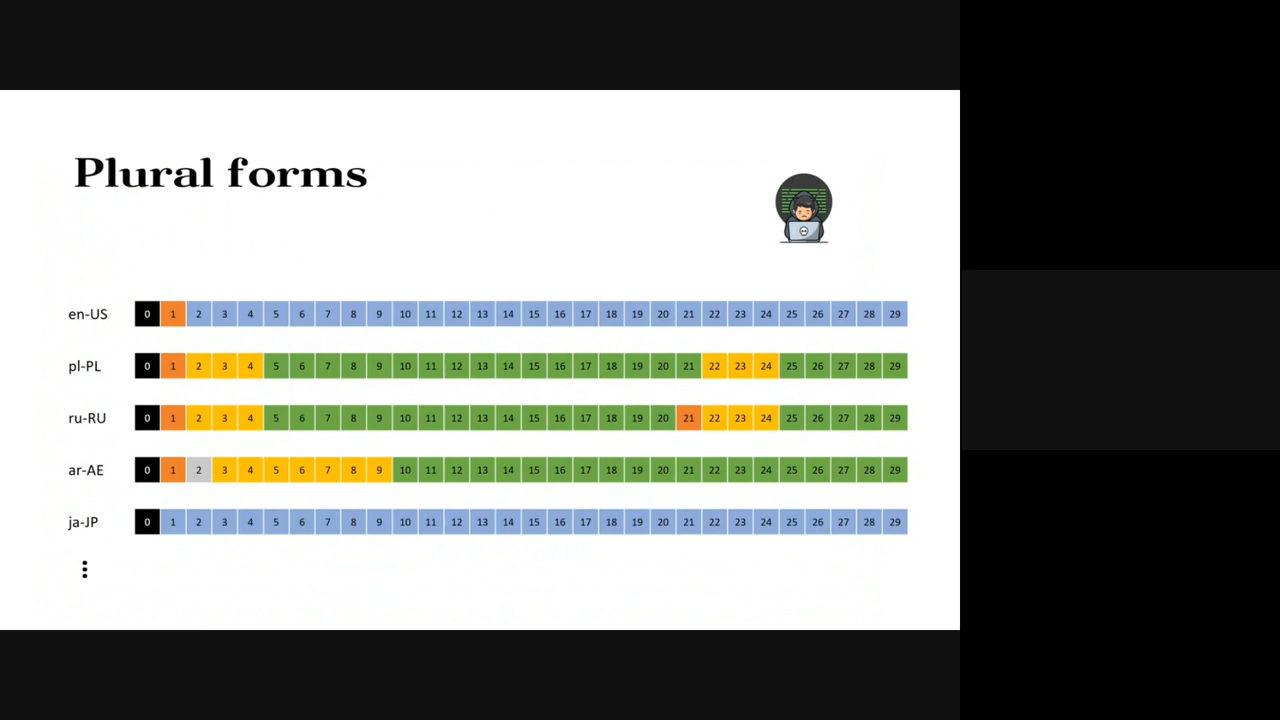 Plural forms
en-US 0 1 2 3 4 5 6 7 8 9 10 11 12 13 14 15 16 17 18 19 20 21 22 23 24 25 26 27 28 29
pl-PL 0 1 2 3 4 5 6 7 8 9 10 11 12 13 14 15 16 17 18 19 20 21 22 23 24 25 26 27 28 29
ru-RU 0 1 2 3 4 5 6 7 8 9 10 11 12 13 14 15 16 17 18 19 20 21 22 23 24 25 26 27 28 29
ar-AE 0 1 2 3 4 5 6 7 8 9 10 11 12 13 14 15 16 17 18 19 20 21 22 23 24 25 26 27 28 29
ja-JP 0 1 2 3 4 5 6 7 8 9 10 11 12 13 14 15 16 17 18 19 20 21 22 23 24 25 26 27 28 29